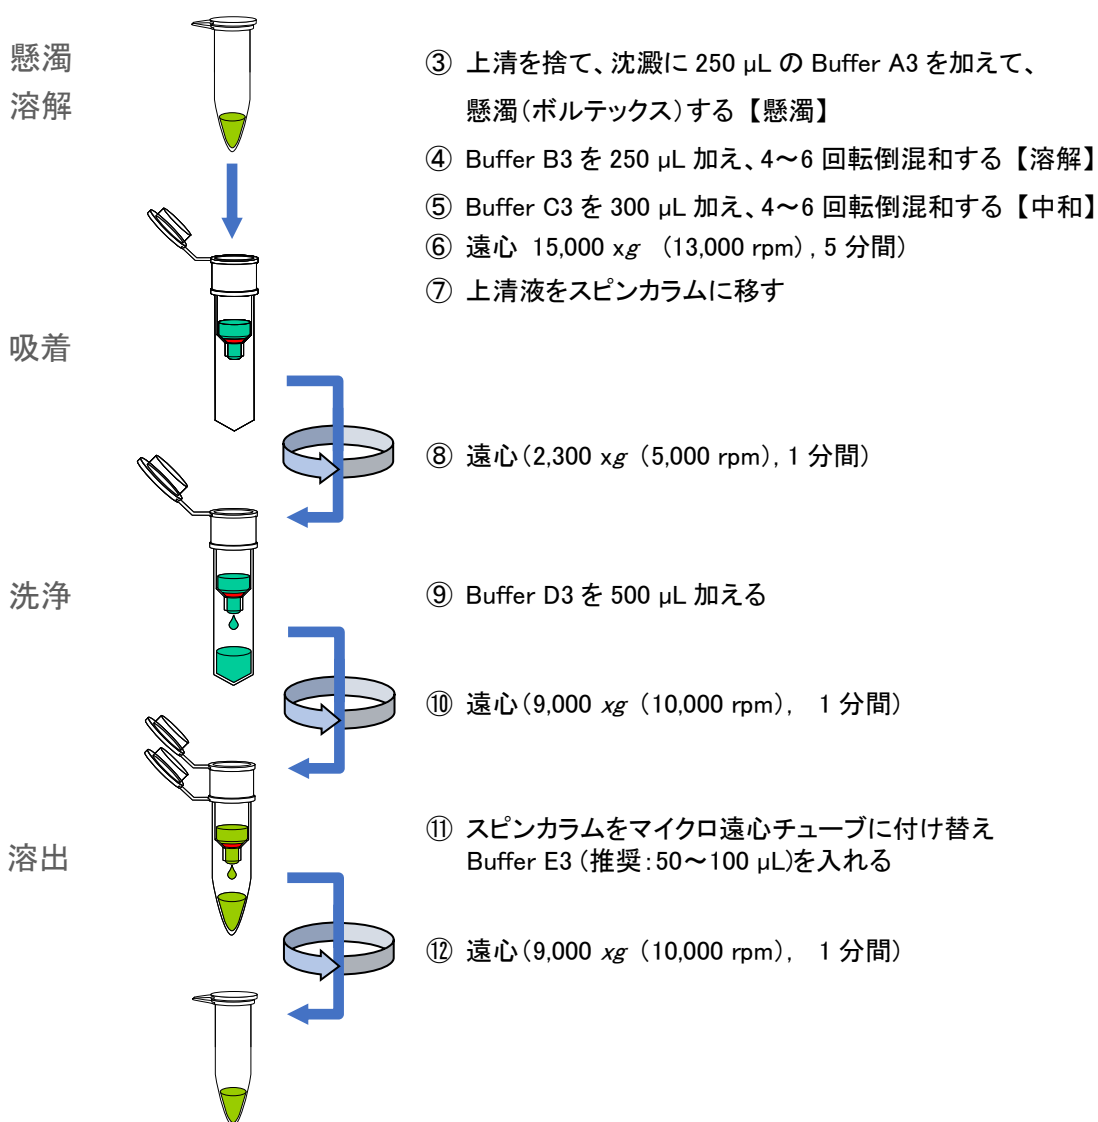 懸濁
溶解
③ 上清を捨て、沈澱に 250 µL の Buffer A3 を加えて、
懸濁（ボルテックス）する 【懸濁】
④ Buffer B3 を 250 µL 加え、4～6 回転倒混和する 【溶解】
⑤ Buffer C3 を 300 µL 加え、4～6 回転倒混和する 【中和】
⑥ 遠心 15,000 xg （13,000 rpm）, 5 分間）
⑦ 上清液をスピンカラムに移す
吸着
⑧ 遠心（2,300 xg （5,000 rpm）, 1 分間）
洗浄
⑨ Buffer D3 を 500 µL 加える
⑩ 遠心（9,000 xg （10,000 rpm）, 1 分間）
溶出
⑪ スピンカラムをマイクロ遠心チューブに付け替え
Buffer E3 （推奨：50～100 µL)を入れる
⑫ 遠心（9,000 xg （10,000 rpm）, 1 分間）